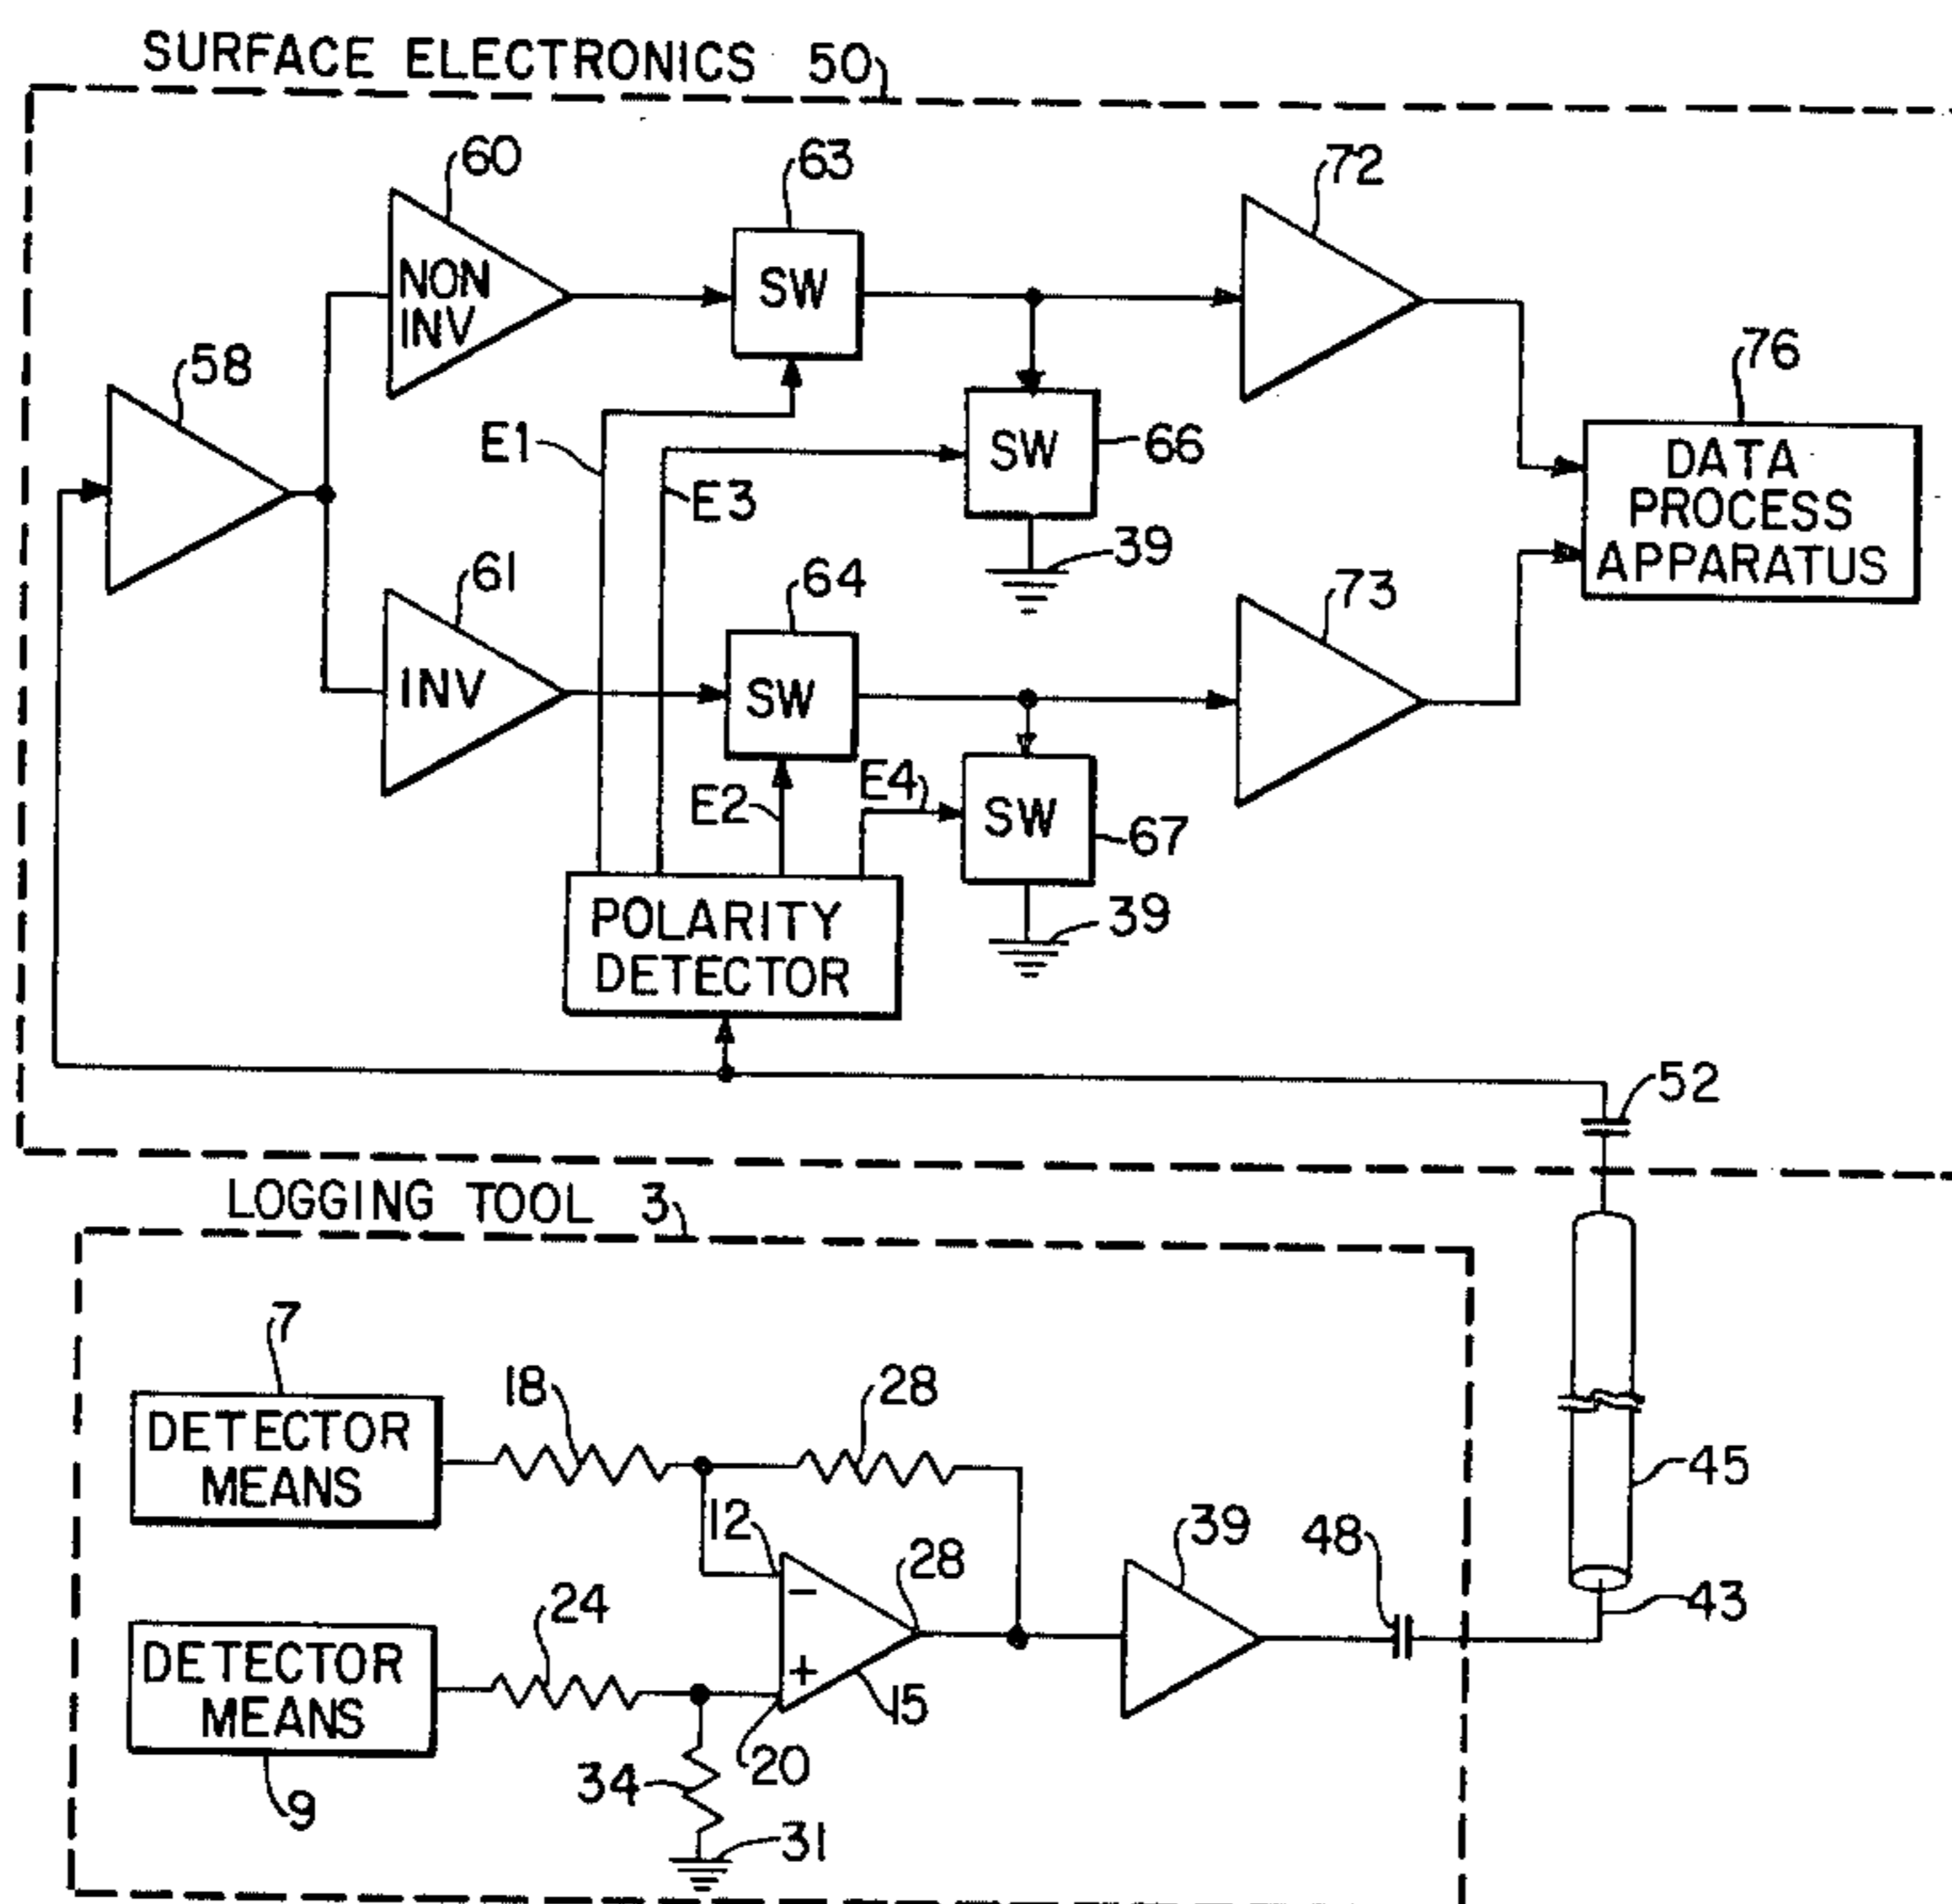 SURFACE ELECTRONICS 50
60
63
72
NON
INV
SW
58
76
E1
SW
66
DATA
PROCESS
APPARATUS
E3
39
61
64
73
INV
SW
E2
E4
SW
67
POLARITY
DETECTOR
39
52
LOGGING TOOL 3
7
18
28
DETECTOR
MEANS
45
12
28
39
48
24
−
43
DETECTOR
MEANS
+
15
20
34
9
31